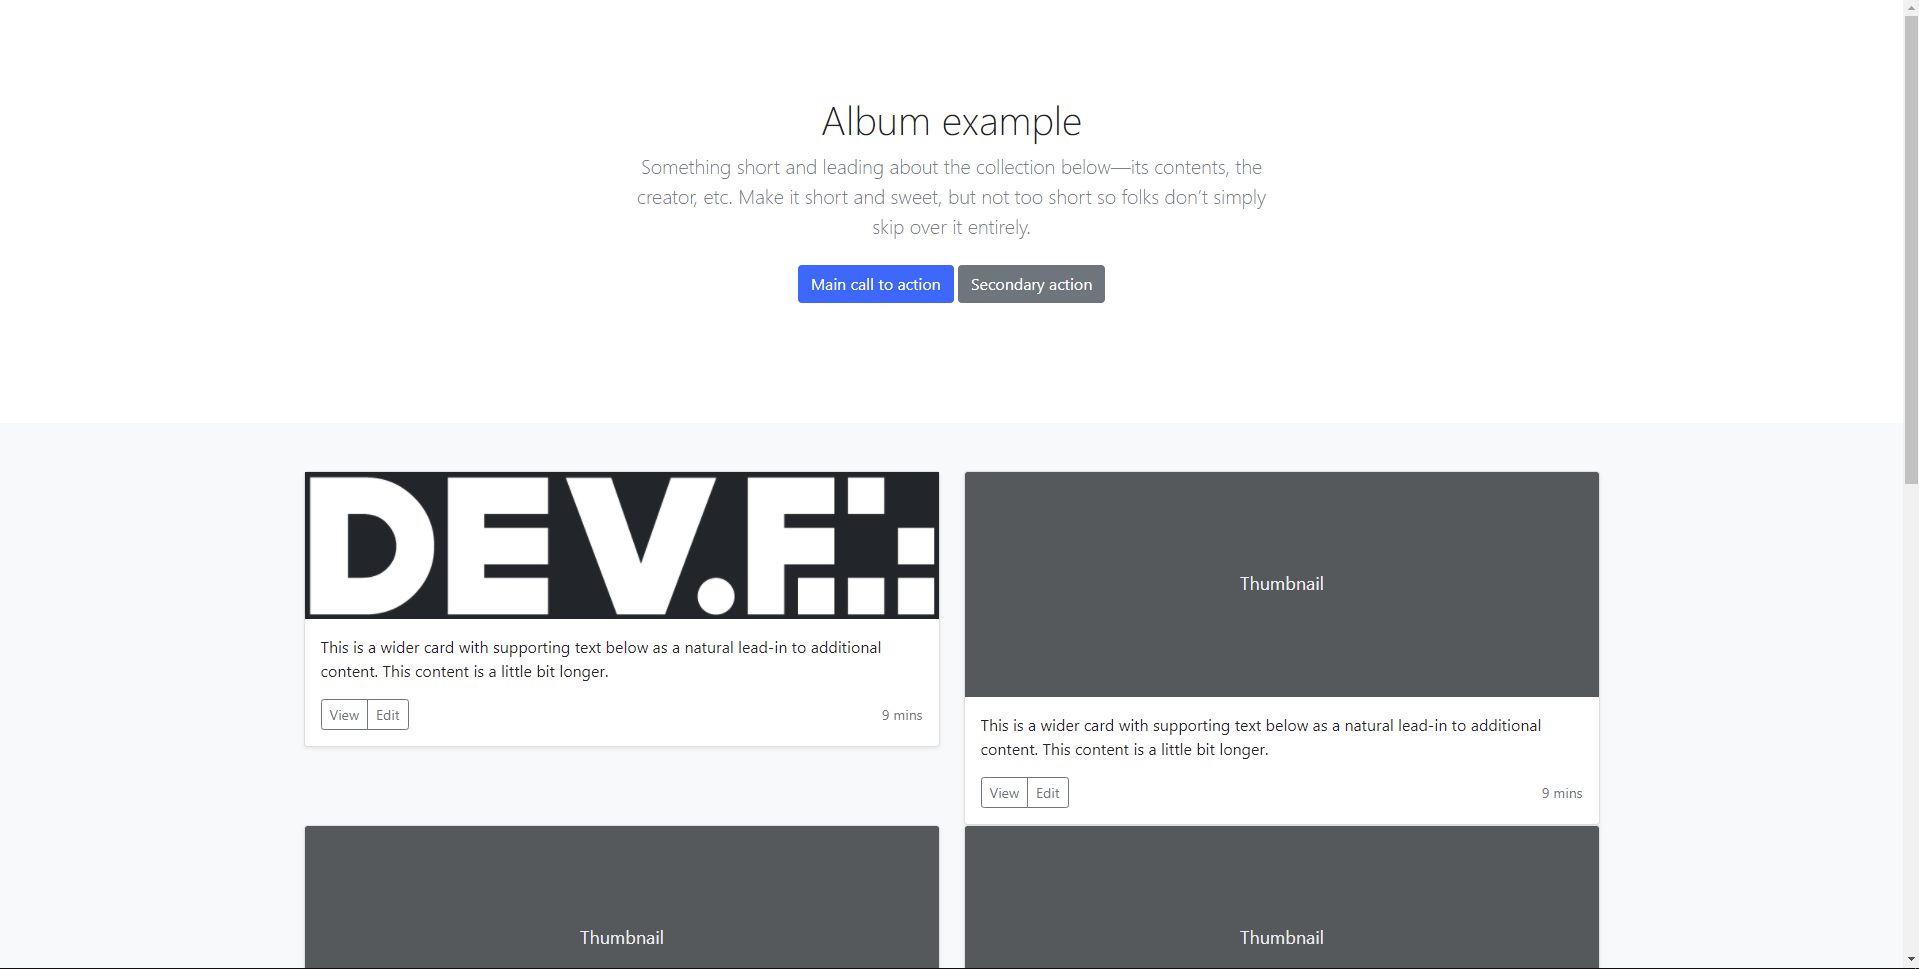 Album example
Something short and leading about the collection below—its contents, the
creator, etc. Make it short and sweet, but not too short so folks don’t simply
skip over it entirely.
Main call to action
Secondary action
DEV.F.:
This is a wider card with supporting text below as a natural lead-in to additional
content. This content is a little bit longer.
View
Edit
9 mins
Thumbnail
This is a wider card with supporting text below as a natural lead-in to additional
content. This content is a little bit longer.
View
Edit
9 mins
Thumbnail
Thumbnail